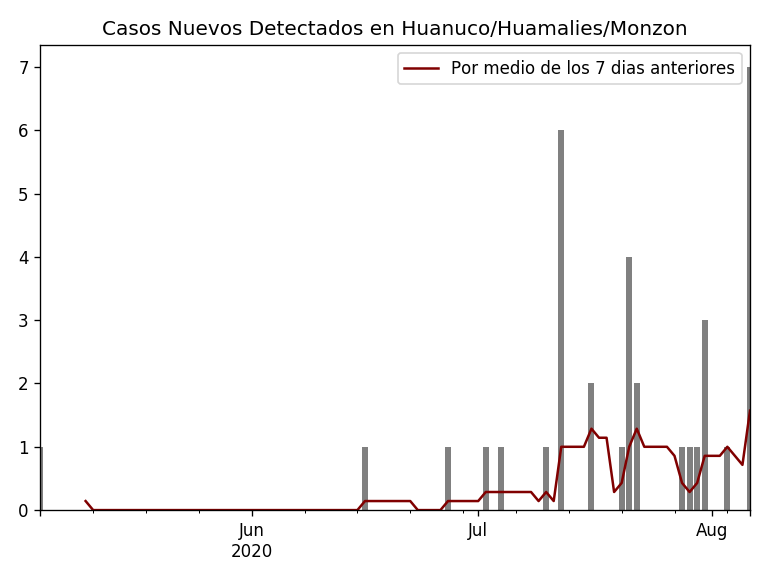 Casos Nuevos Detectados en Huanuco/Huamalies/Monzon
Por medio de los 7 dias anteriores
7
6
5
4
3
2
1
0
Jun
2020
Jul
Aug